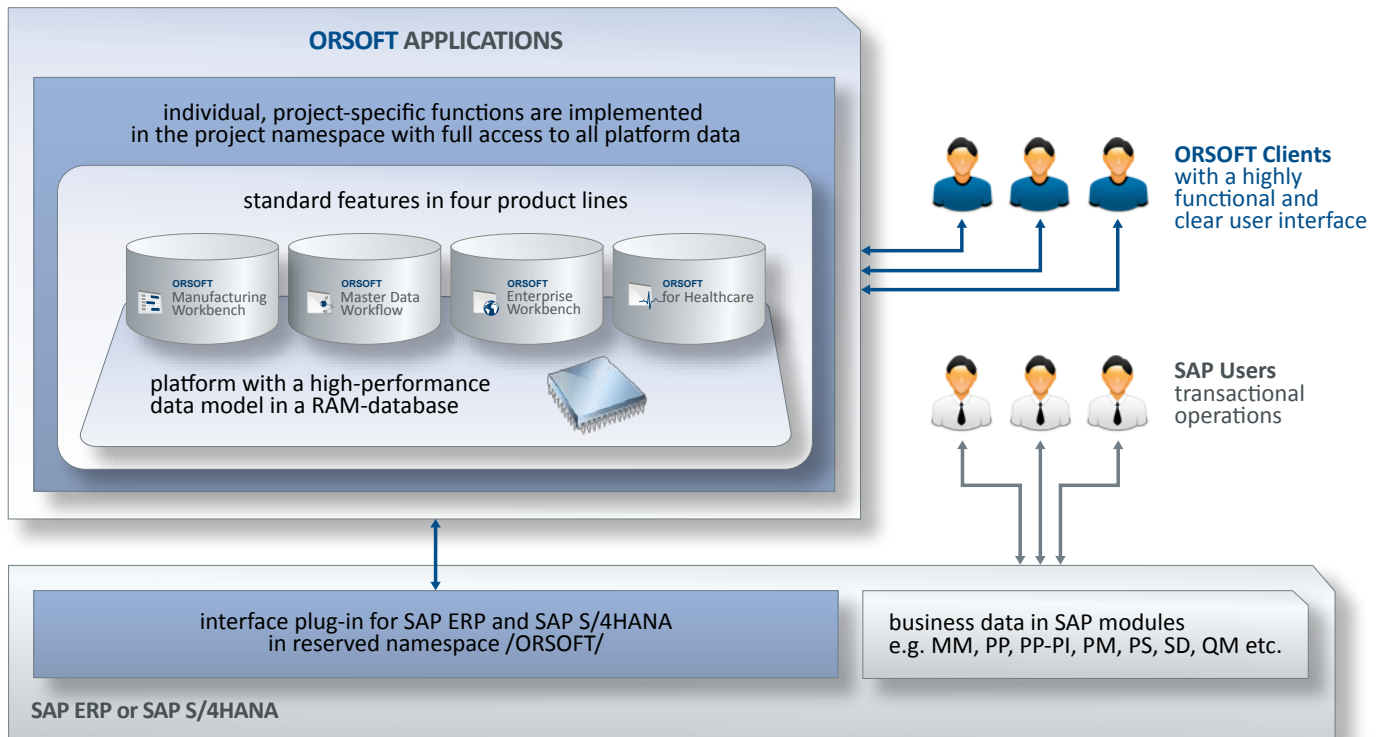 ORSOFT APPLICATIONS
individual, project-specific functions are implemented
in the project namespace with full access to all platform data
standard features in four product lines
ORSOFT
Manufacturing
Workbench
ORSOFT
Master Data
Workflow
ORSOFT
Enterprise
Workbench
ORSOFT
for Healthcare
platform with a high-performance
data model in a RAM-database
ORSOFT Clients
with a highly
functional and
clear user interface
SAP Users
transactional
operations
interface plug-in for SAP ERP and SAP S/4HANA
in reserved namespace /ORSOFT/
business data in SAP modules
e.g. MM, PP, PP-PI, PM, PS, SD, QM etc.
SAP ERP or SAP S/4HANA